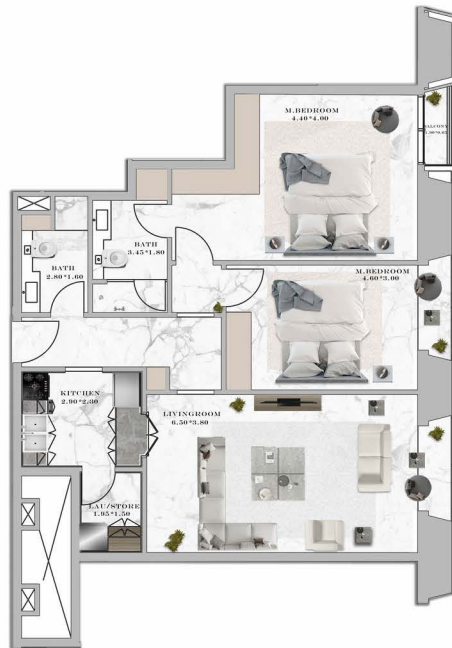 M.BEDROOM
4.40*4.00
BALCONY
BATH
3.45*1.80
BATH
2.80*1.60
M.BEDROOM
4.60*3.00
KITCHEN
2.90*2.30
LIVINGROOM
6.50*3.80
LAU/STORE
1.95*1.50